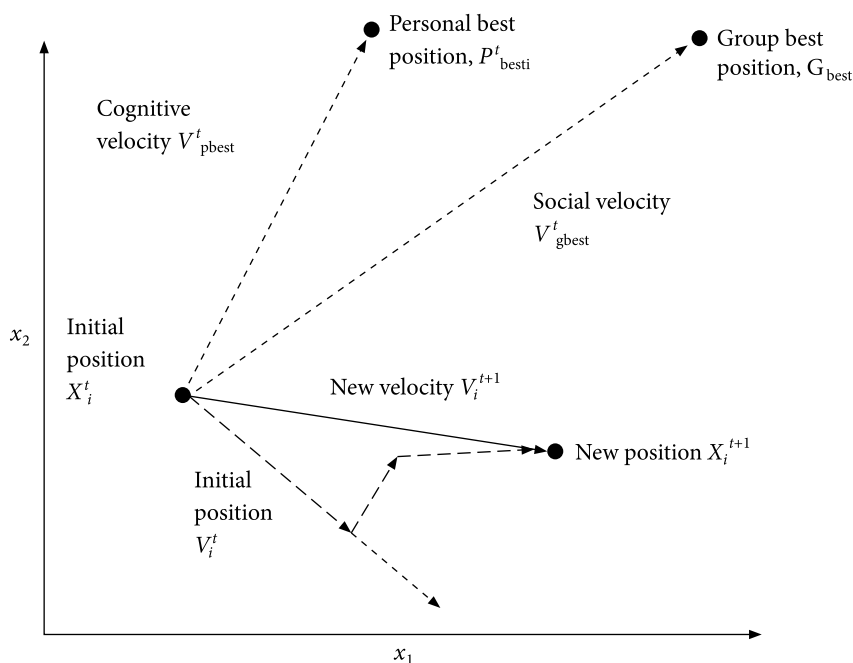 Personal best
position, P^t_besti
Group best
position, G_best
Cognitive
velocity V^t_pbest
Social velocity
V^t_gbest
x_2
Initial
position
X^t_i
New velocity V_i^{t+1}
New position X_i^{t+1}
Initial
position
V_i^t
x_1